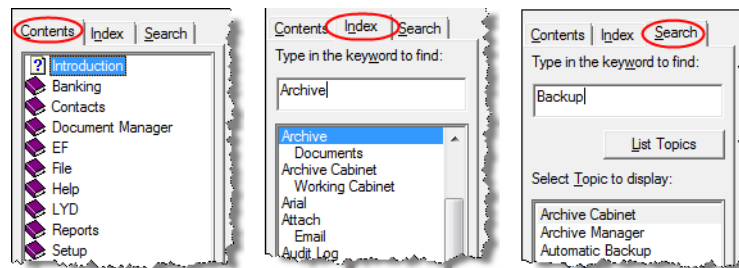 Contents Index Search
? Introduction
Banking
Contacts
Document Manager
EF
File
Help
LYD
Reports
Setup
Contents Index Search
Type in the keyword to find:
Archive
Archive
Documents
Archive Cabinet
Working Cabinet
Arial
Attach
Email
Audit Log
Contents Index Search
Type in the keyword to find:
Backup
List Topics
Select Topic to display:
Archive Cabinet
Archive Manager
Automatic Backup